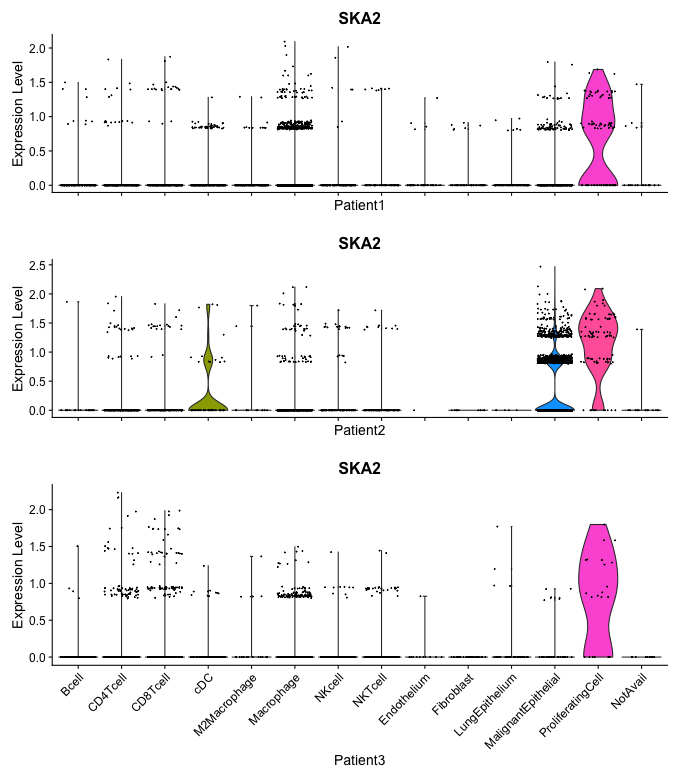 SKA2
Expression Level
2.0
1.5
1.0
0.5
0.0
Patient1
SKA2
Expression Level
2.5
2.0
1.5
1.0
0.5
0.0
Patient2
SKA2
Expression Level
2.0
1.5
1.0
0.5
0.0
Bcell
CD4Tcell
CD8Tcell
cDC
M2Macrophage
Macrophage
NKcell
NKTcell
Endothelium
Fibroblast
LungEpithelium
MalignantEpithelial
ProliferatingCell
NotAvail
Patient3